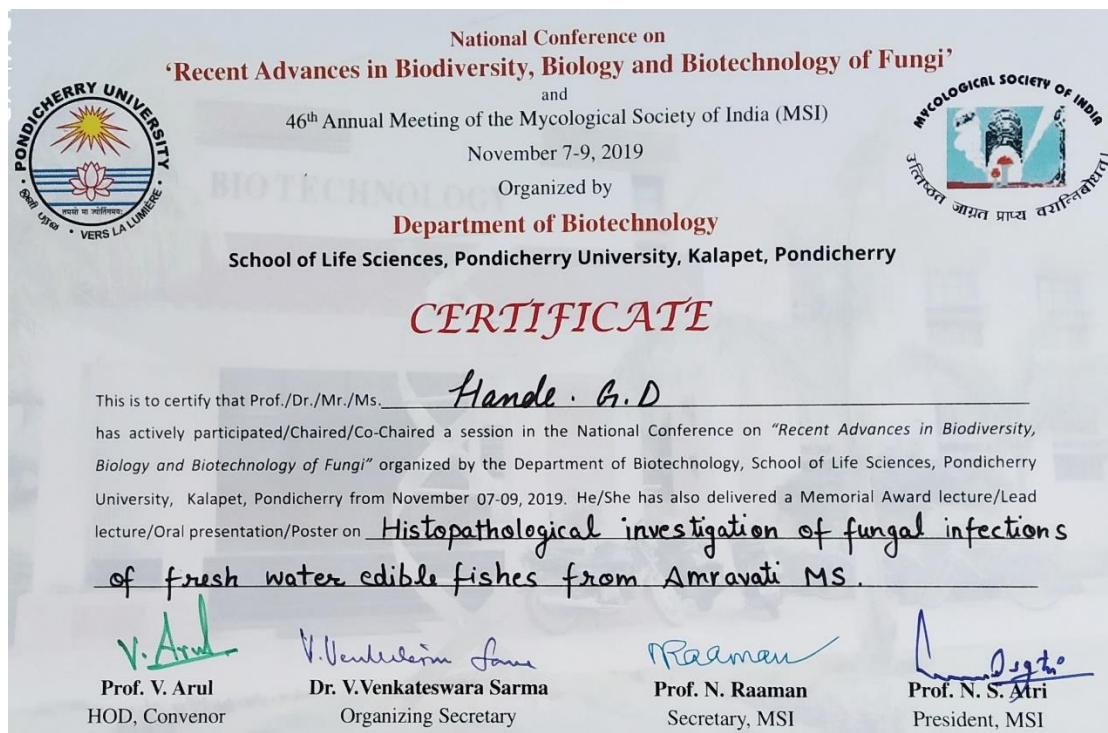 National Conference on
‘Recent Advances in Biodiversity, Biology and Biotechnology of Fungi’
and
46th Annual Meeting of the Mycological Society of India (MSI)
November 7-9, 2019
Organized by
Department of Biotechnology
School of Life Sciences, Pondicherry University, Kalapet, Pondicherry
PONDICHERRY UNIVERSITY
VERS LA LUMIÈRE
MYCOLOGICAL SOCIETY OF INDIA
उत्तिष्ठत जाग्रत प्राप्य वरान्निबोधत।
BIOTECHNOLOGY
CERTIFICATE
This is to certify that Prof./Dr./Mr./Ms. Hande. G.D
has actively participated/Chaired/Co-Chaired a session in the National Conference on “Recent Advances in Biodiversity,
Biology and Biotechnology of Fungi” organized by the Department of Biotechnology, School of Life Sciences, Pondicherry
University, Kalapet, Pondicherry from November 07-09, 2019. He/She has also delivered a Memorial Award lecture/Lead
lecture/Oral presentation/Poster on Histopathological investigation of fungal infections
of fresh water edible fishes from Amravati MS.
V. Arul
N Raaman
Prof. V. Arul
Dr. V.Venkateswara Sarma
Prof. N. Raaman
Prof. N. S. Atri
HOD, Convenor
Organizing Secretary
Secretary, MSI
President, MSI